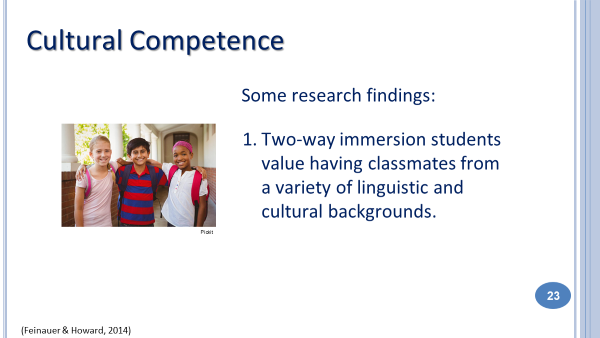 Cultural Competence
Some research findings:
1. Two-way immersion students
value having classmates from
a variety of linguistic and
cultural backgrounds.
23
(Feinauer & Howard, 2014)